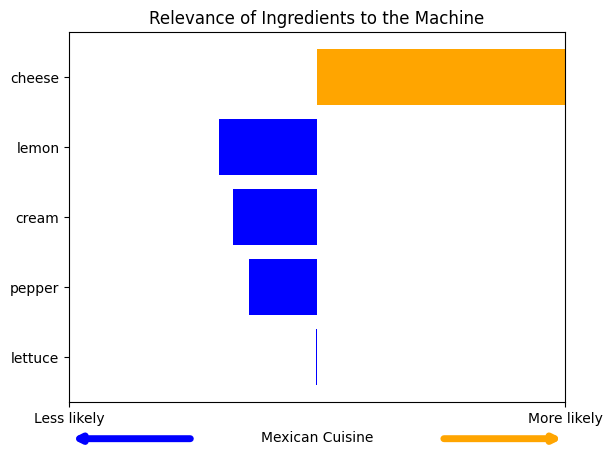 Relevance of Ingredients to the Machine
cheese
lemon
cream
pepper
lettuce
Less likely
More likely
Mexican Cuisine